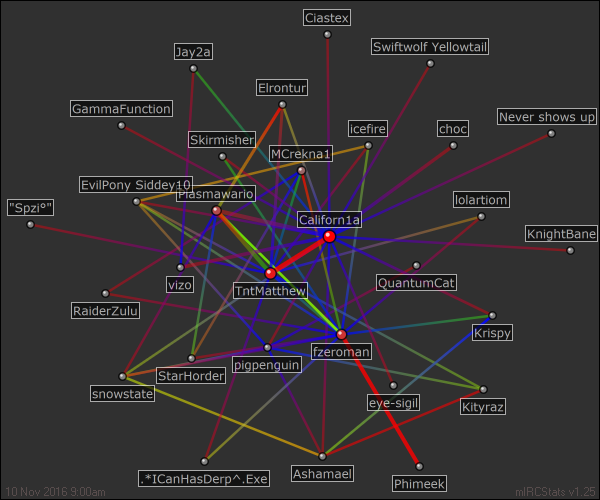 Ciastex
Jay2a
Swiftwolf Yellowtail
Elrontur
GammaFunction
icefire
choc
Never shows up
Skirmisher
MCrekna1
EvilPony Siddey10
Plasmawario
"Spzi°"
Californ1a
lolartiom
KnightBane
vizo
TntMatthew
QuantumCat
RaiderZulu
Krispy
fzeroman
pigpenguin
StarHorder
snowstate
eye-sigil
Kityraz
.*ICanHasDerp^.Exe
Ashamael
Phimeek
10 Nov 2016 9:00am
mIRCStats v1.25